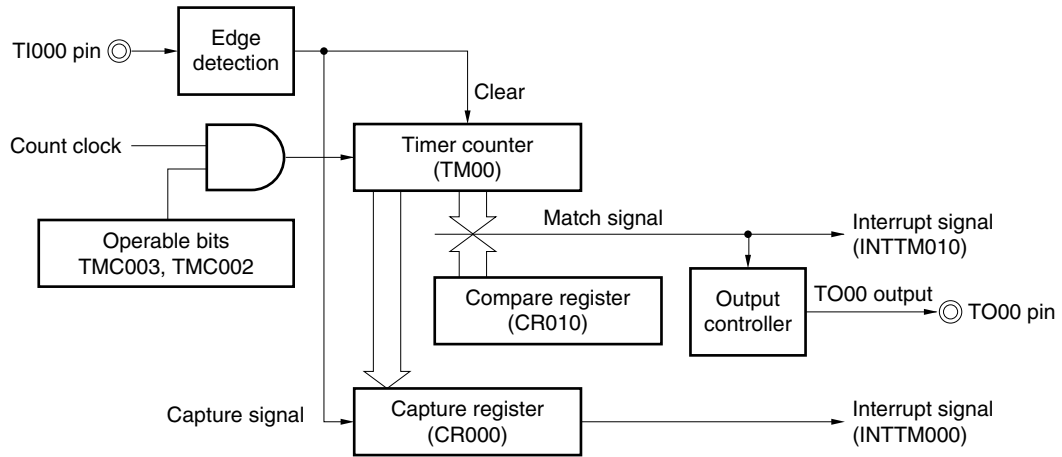 TI000 pin
Edge
detection
Clear
Count clock
Timer counter
(TM00)
Operable bits
TMC003, TMC002
Match signal
Interrupt signal
(INTTM010)
Compare register
(CR010)
Output
controller
TO00 output
TO00 pin
Capture signal
Capture register
(CR000)
Interrupt signal
(INTTM000)